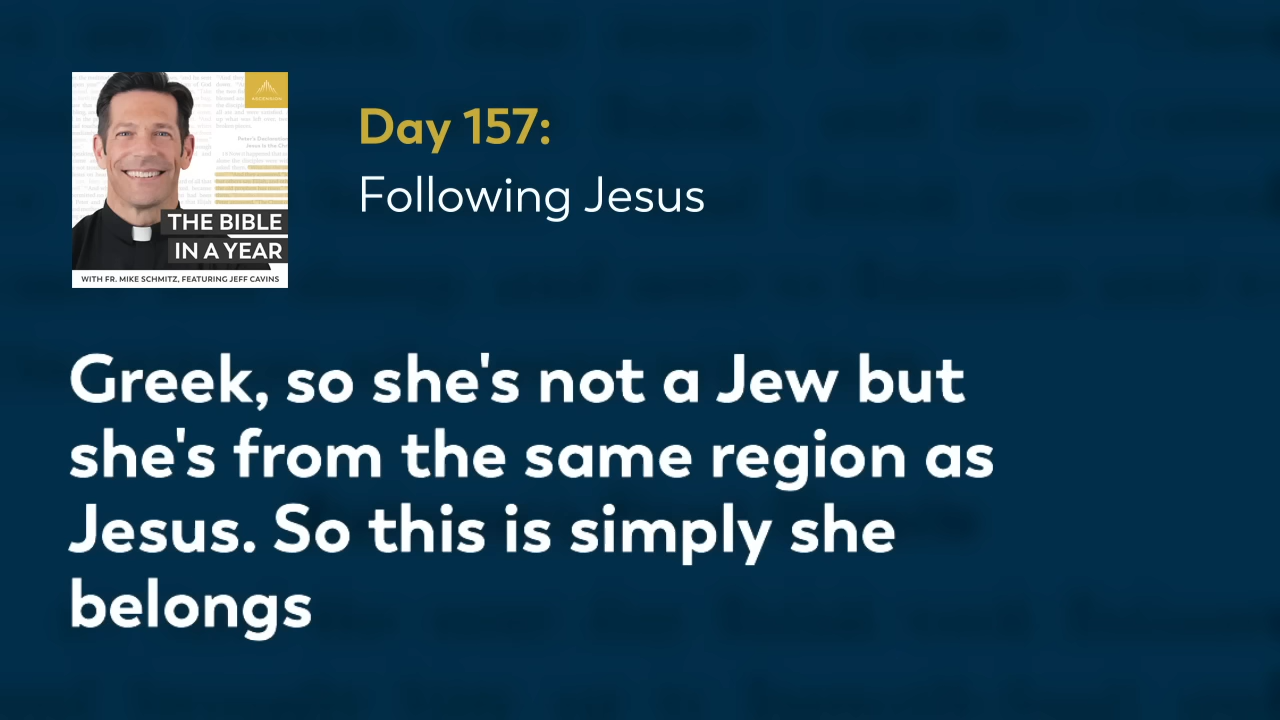 ASCENSION
THE BIBLE
IN A YEAR
WITH FR. MIKE SCHMITZ, FEATURING JEFF CAVINS
Day 157:
Following Jesus
Greek, so she's not a Jew but
she's from the same region as
Jesus. So this is simply she
belongs